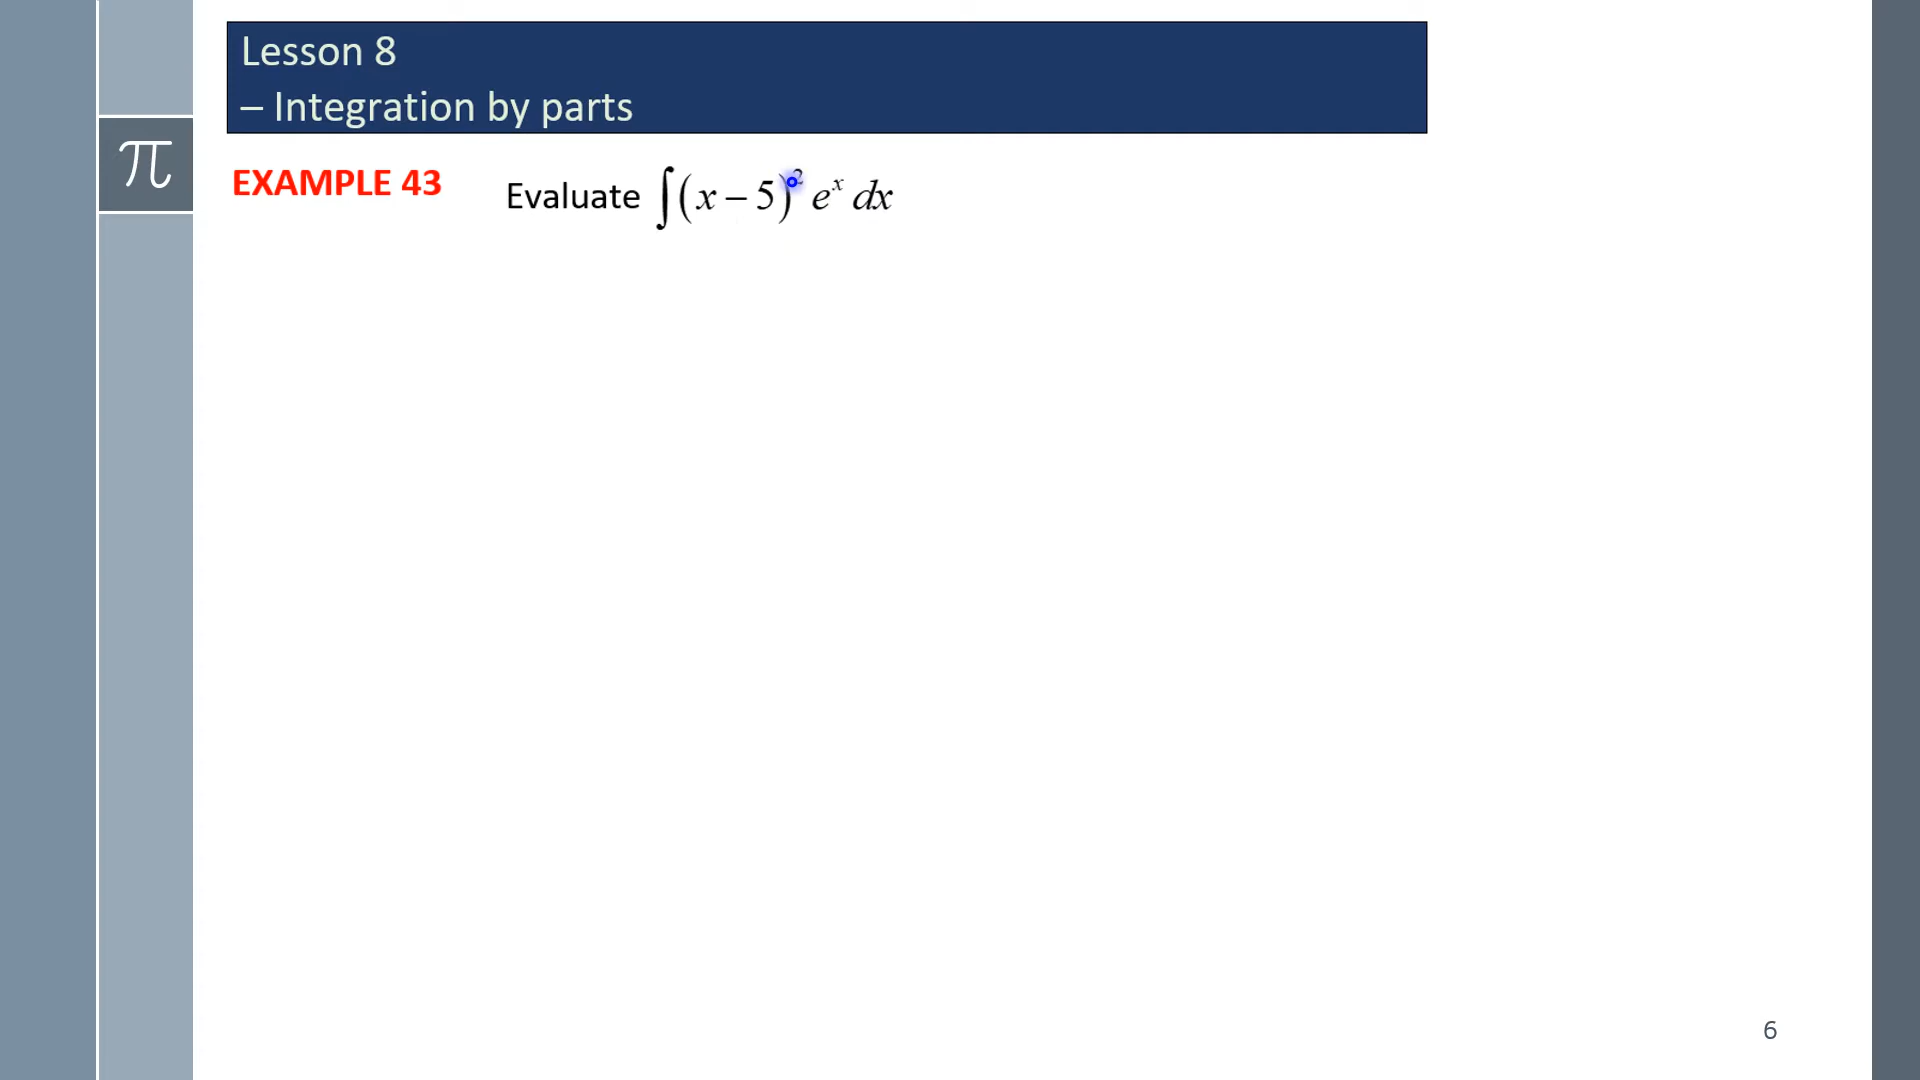 Lesson 8
– Integration by parts
π
EXAMPLE 43 Evaluate ∫(x – 5)² eˣ dx
6